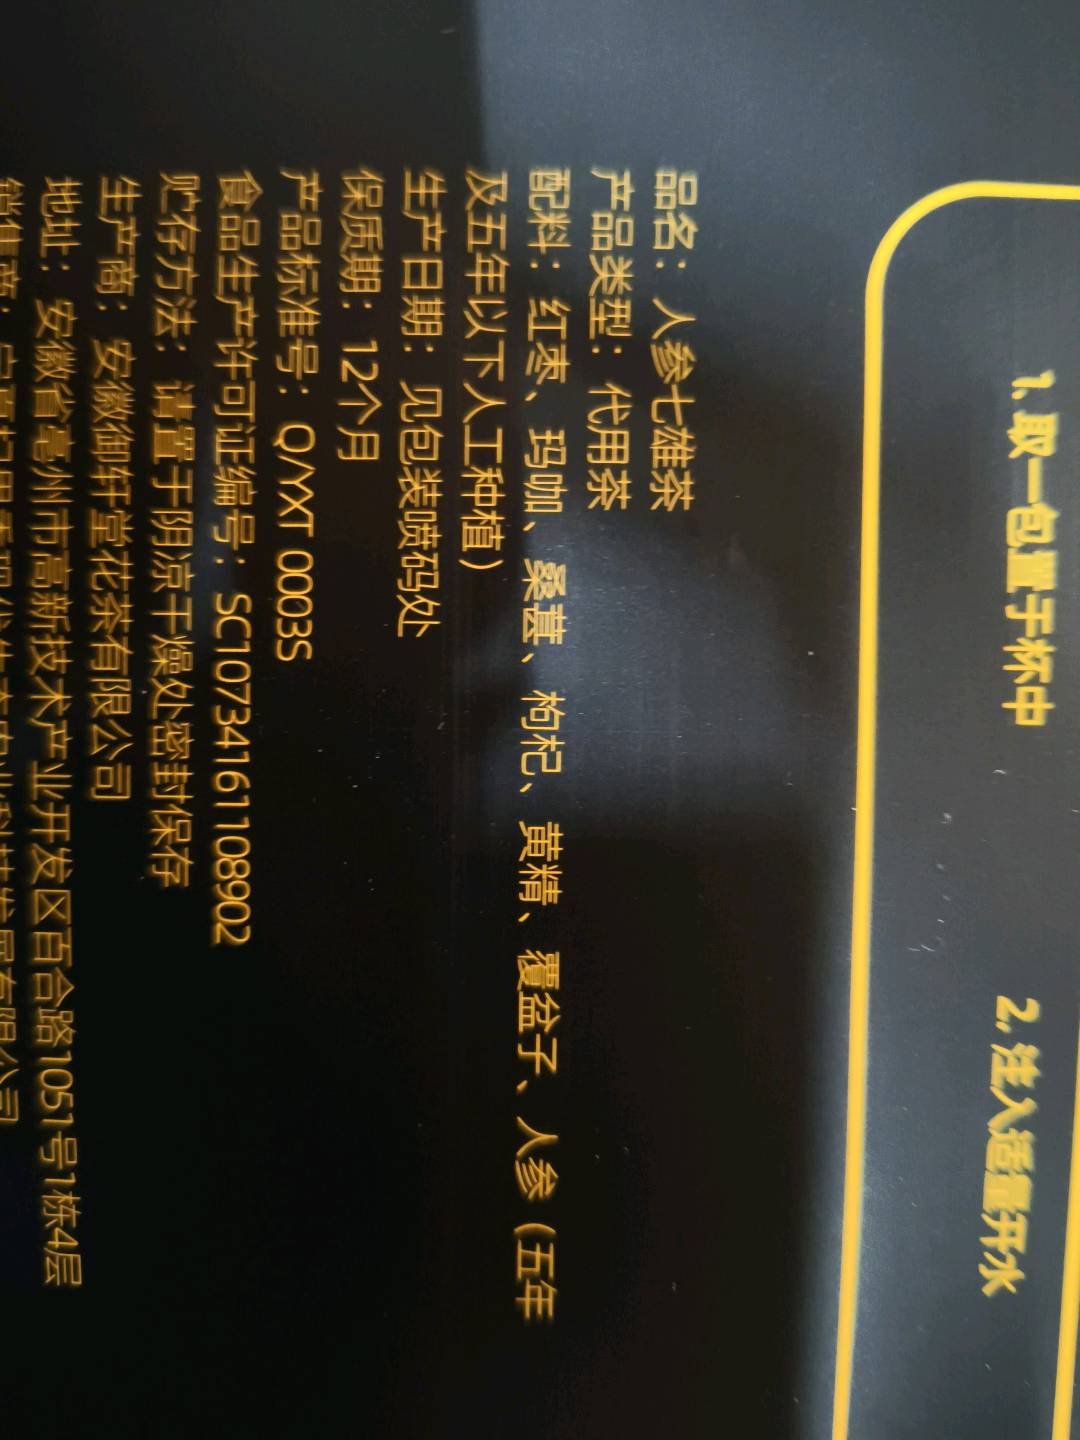 1. 取一包置于杯中
2. 注入适量开水
品名：人参七雄茶
产品类型：代用茶
配料：红枣、玛咖、桑葚、枸杞、黄精、覆盆子、人参（五年
及五年以下人工种植）
生产日期：见包装喷码处
保质期：12个月
产品标准号：Q/YXT 0003S
食品生产许可证编号：SC10734161108902
贮存方法：请置于阴凉干燥处密封保存
生产商：安徽御轩堂花茶有限公司
地址：安徽省亳州市高新技术产业开发区百合路1051号1栋4层